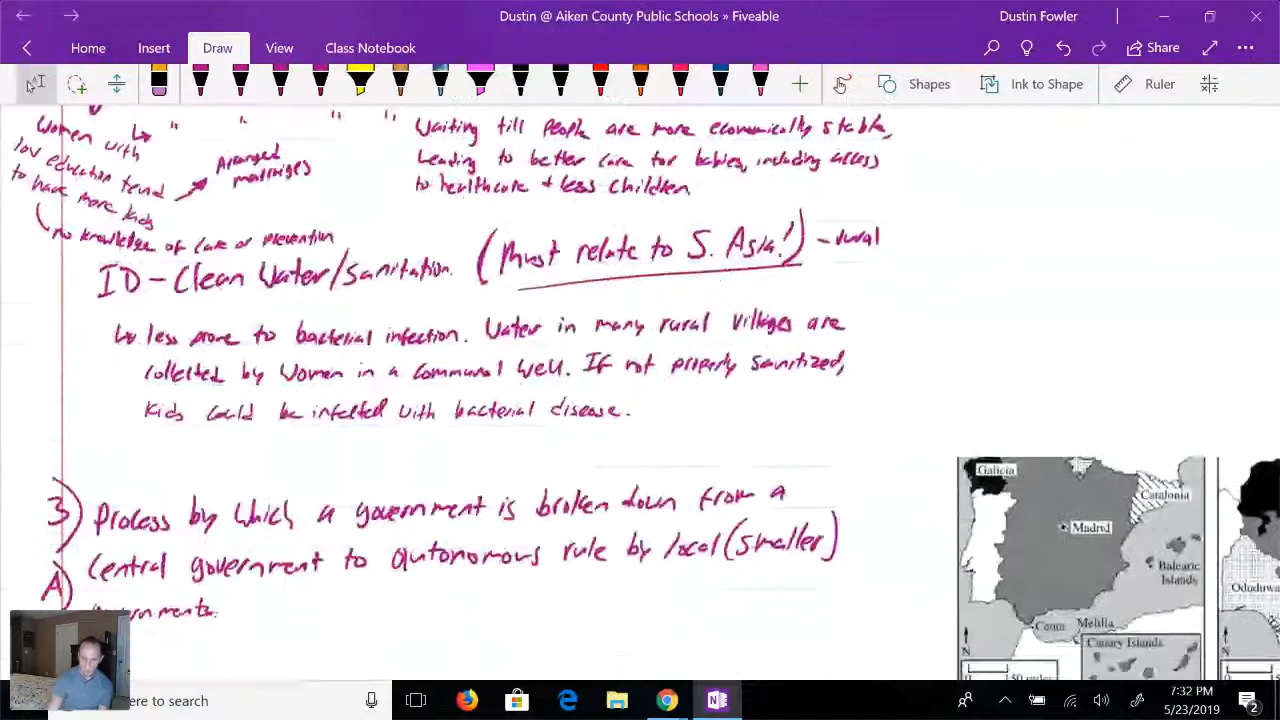 Dustin @ Aiken County Public Schools » Fiveable
Dustin Fowler
Home Insert Draw View Class Notebook
Share
Shapes Ink to Shape Ruler
Women with
low education tend
to have more kids
Arranged
marriages
no knowledge of care or prevention
" " " "
Waiting till people are more economically stable,
leading to better care for babies, including access
to healthcare + less children
ID - Clean Water/Sanitation. (Must relate to S. Asia!) - rural
less prone to bacterial infection. Water in many rural villages are
collected by women in a communal well. If not properly sanitized,
kids could be infected with bacterial disease.
3) Process by which a government is broken down from a
central government to autonomous rule by local (smaller)
A)
Galicia
Catalonia
Madrid
Balearic
Islands
Ceuta Melilla
Canary Islands
N
Oduduwa
N
here to search
7:32 PM
5/23/2019
2